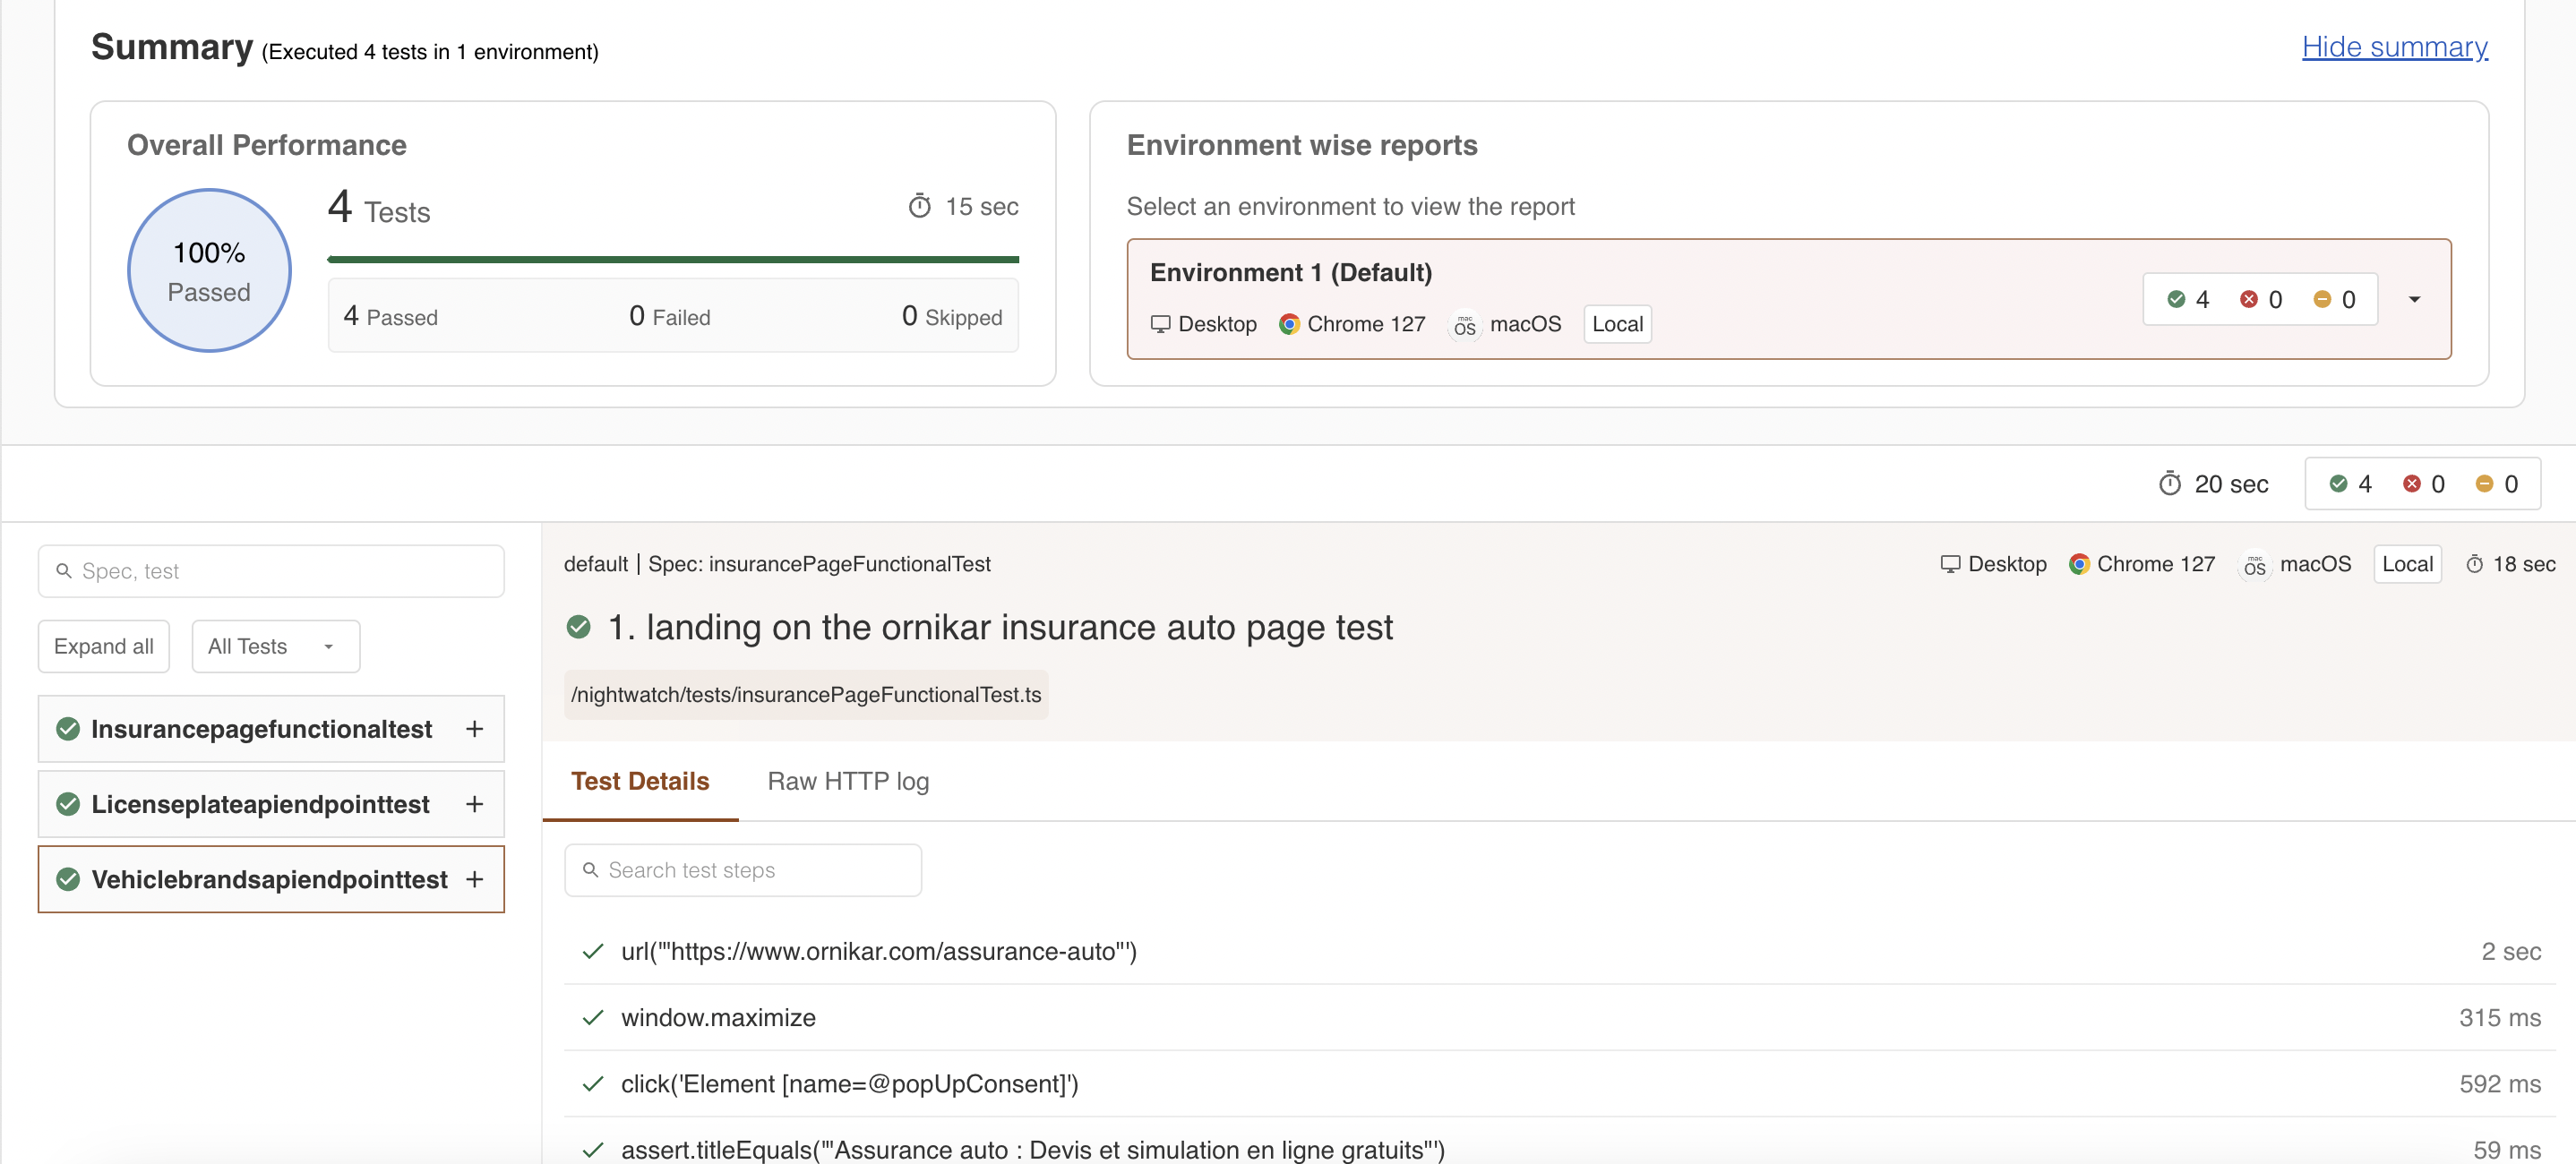 Summary (Executed 4 tests in 1 environment)
Hide summary
Overall Performance
100%
Passed
4 Tests
15 sec
4 Passed
0 Failed
0 Skipped
Environment wise reports
Select an environment to view the report
Environment 1 (Default)
Desktop
Chrome 127
mac OS
macOS
Local
4
0
0
20 sec
4
0
0
Spec, test
Expand all
All Tests
Insurancepagefunctionaltest +
Licenseplateapiendpointtest +
Vehiclebrandsapiendpointtest +
default | Spec: insurancePageFunctionalTest
Desktop
Chrome 127
mac OS
macOS
Local
18 sec
1. landing on the ornikar insurance auto page test
/nightwatch/tests/insurancePageFunctionalTest.ts
Test Details
Raw HTTP log
Search test steps
url('"https://www.ornikar.com/assurance-auto"')
2 sec
window.maximize
315 ms
click('Element [name=@popUpConsent]')
592 ms
assert.titleEquals('"Assurance auto : Devis et simulation en ligne gratuits"')
59 ms